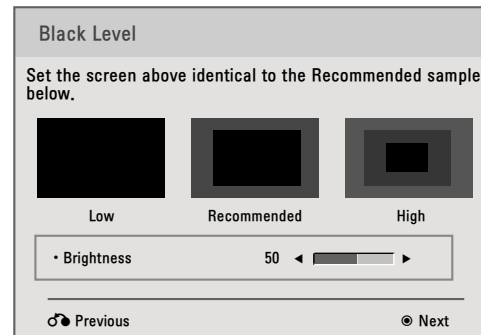 Black Level
Set the screen above identical to the Recommended sample
below.
Low Recommended High
• Brightness 50 ◄ ►
Previous ◉ Next